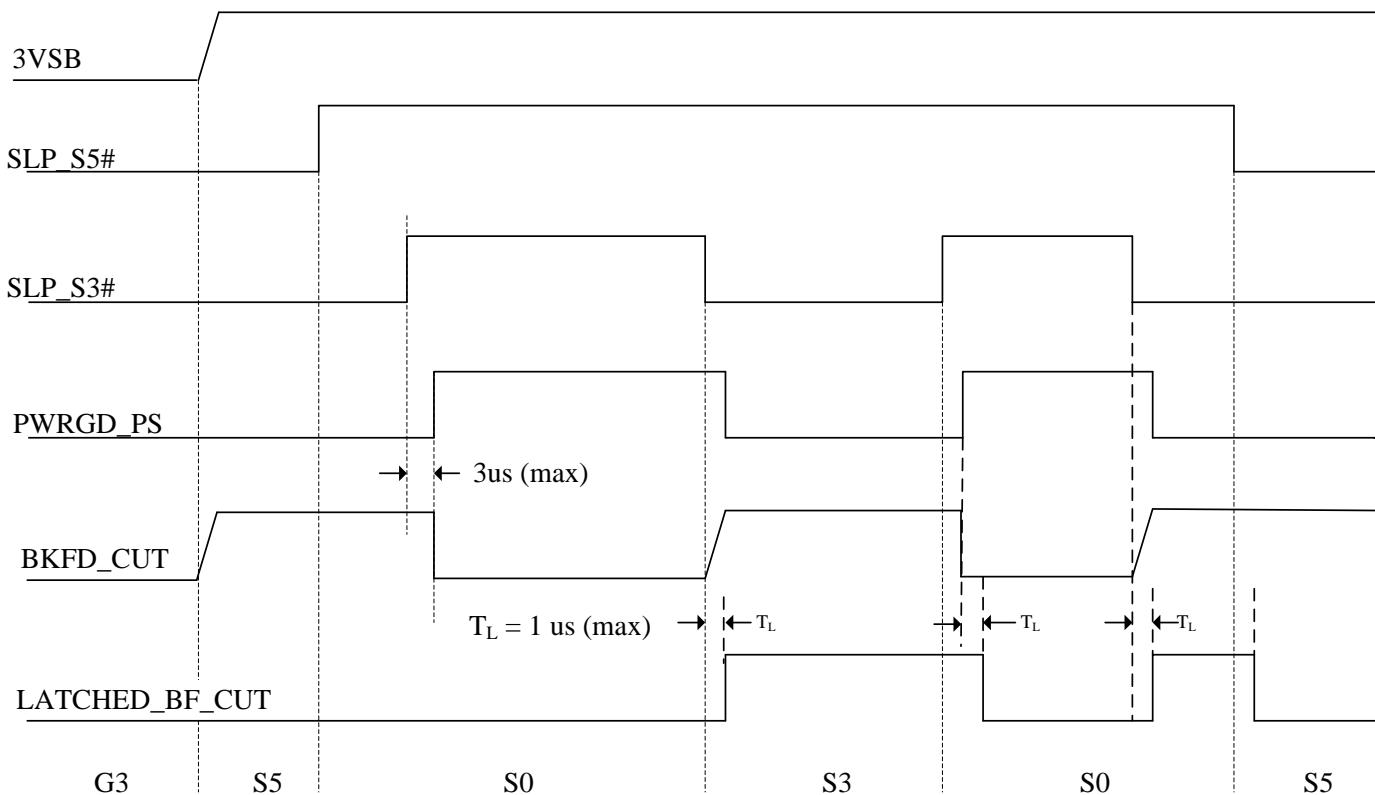 3VSB
SLP_S5#
SLP_S3#
PWRGD_PS
3us (max)
BKFD_CUT
TL = 1 us (max)
TL
TL
TL
LATCHED_BF_CUT
G3 S5 S0 S3 S0 S5